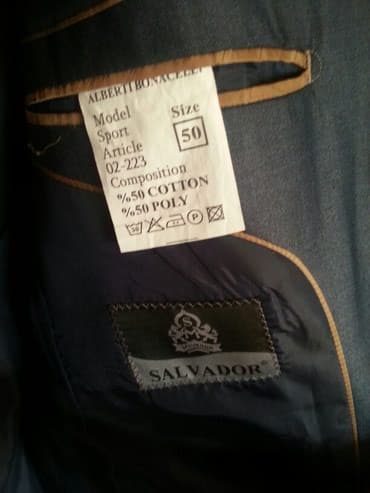 ALBERTI BONACELLI
Model Size
Sport 50
Article
02-223
Composition
%50 COTTON
%50 POLY
SALVADOR